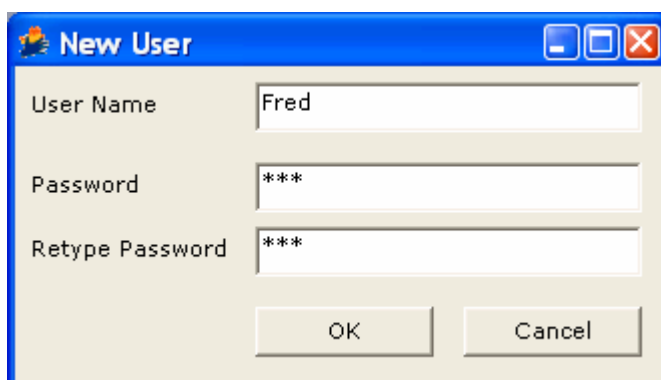 New User
User Name Fred
Password ***
Retype Password ***
OK Cancel